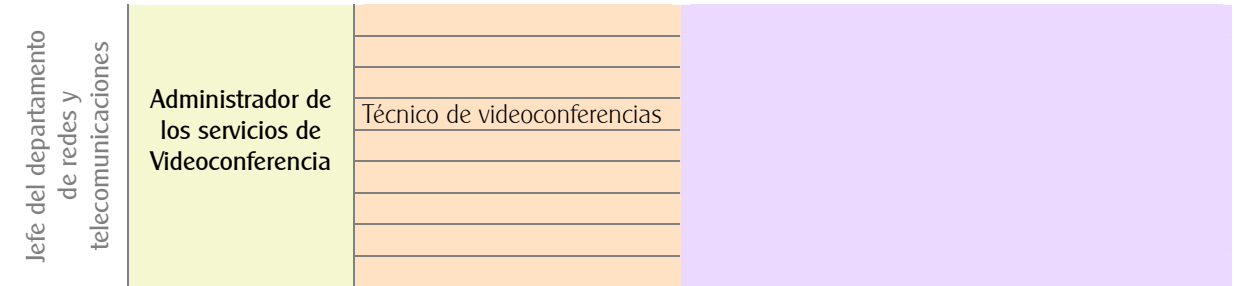 Jefe del departamento
de redes y
telecomunicaciones
Administrador de
los servicios de
Videoconferencia
Técnico de videoconferencias